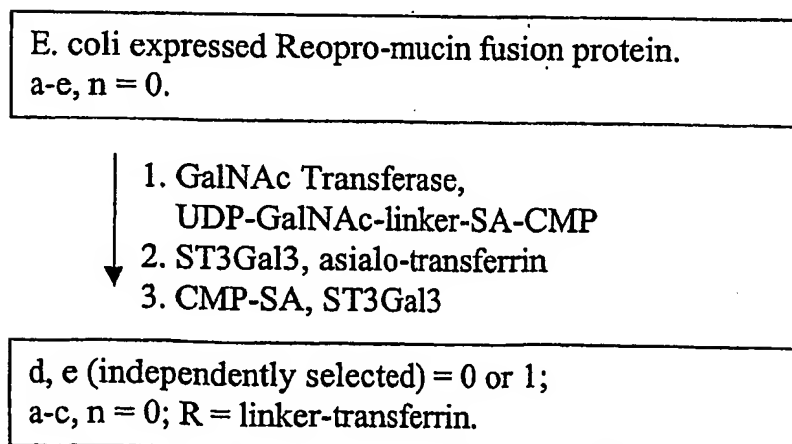 E. coli expressed Reopro-mucin fusion protein.
a-e, n = 0.
1. GalNAc Transferase,
UDP-GalNAc-linker-SA-CMP
2. ST3Gal3, asialo-transferrin
3. CMP-SA, ST3Gal3
d, e (independently selected) = 0 or 1;
a-c, n = 0; R = linker-transferrin.